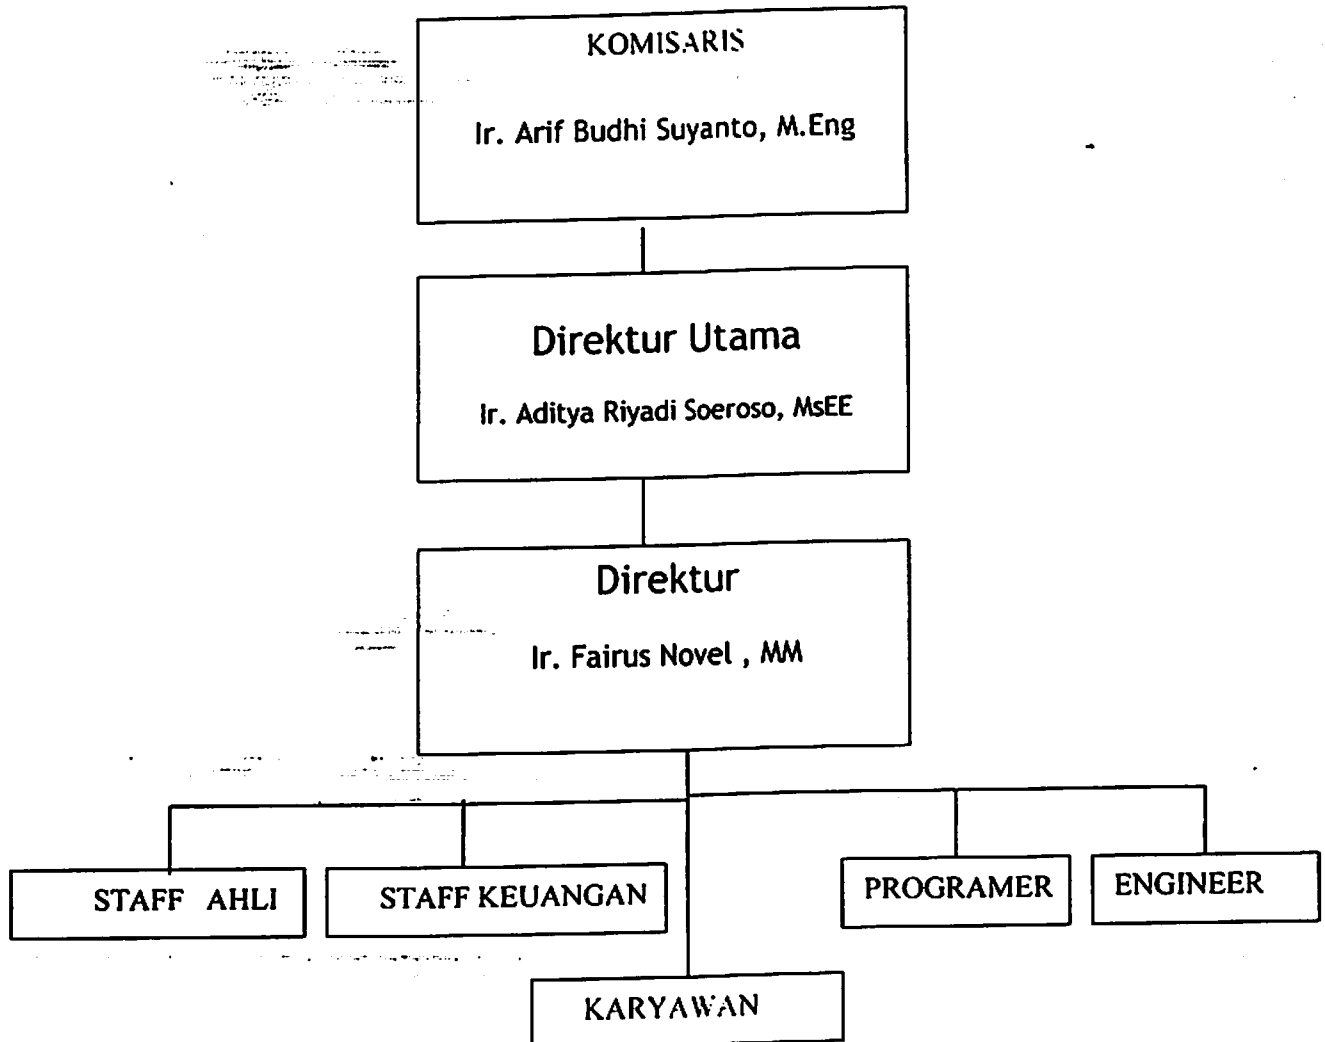 KOMISARIS
Ir. Arif Budhi Suyanto, M.Eng
Direktur Utama
Ir. Aditya Riyadi Soeroso, MsEE
Direktur
Ir. Fairus Novel , MM
STAFF AHLI
STAFF KEUANGAN
PROGRAMER
ENGINEER
KARYAWAN